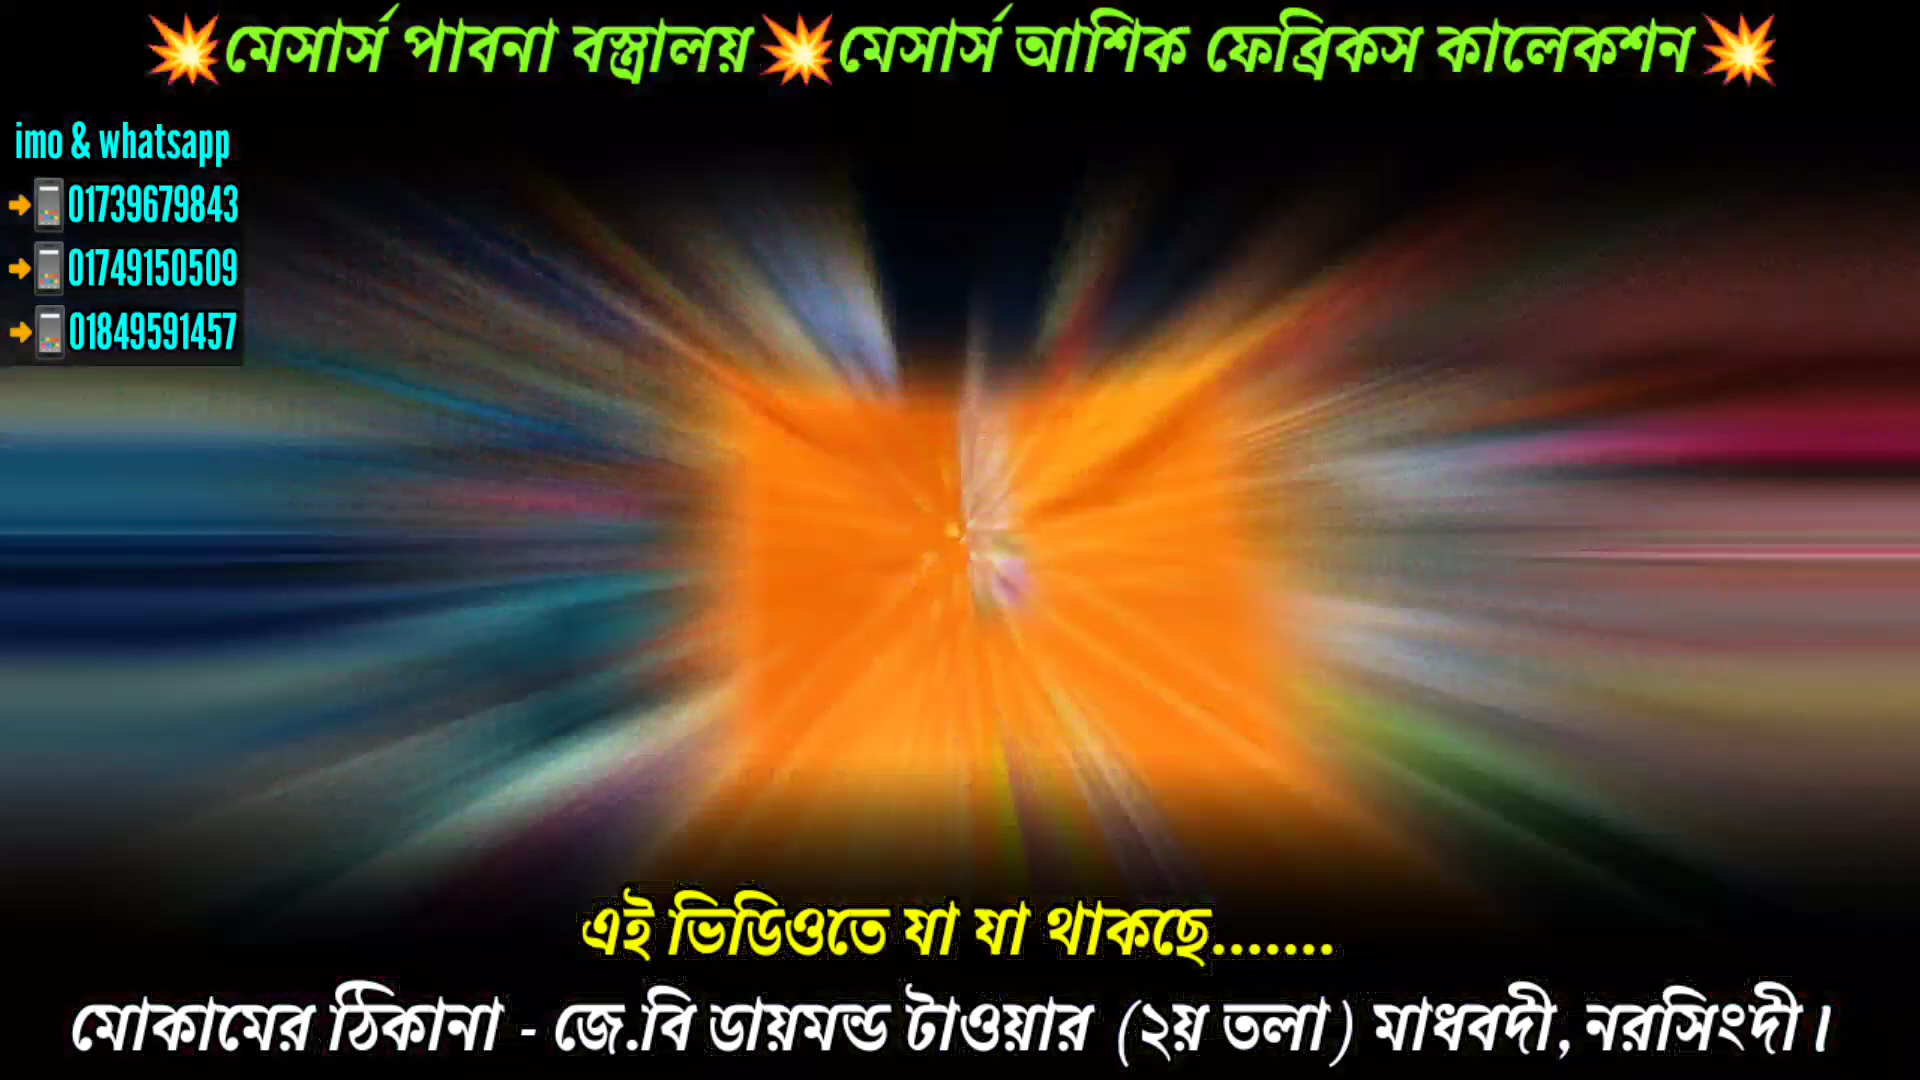 💥মেসার্স পাবনা বস্ত্রালয়💥মেসার্স আশিক ফেব্রিকস কালেকশন💥
imo & whatsapp
➜📱01739679843
➜📱01749150509
➜📱01849591457
এই ভিডিওতে যা যা থাকছে.......
মোকামের ঠিকানা - জে.বি ডায়মন্ড টাওয়ার (২য় তলা) মাধবদী,নরসিংদী।